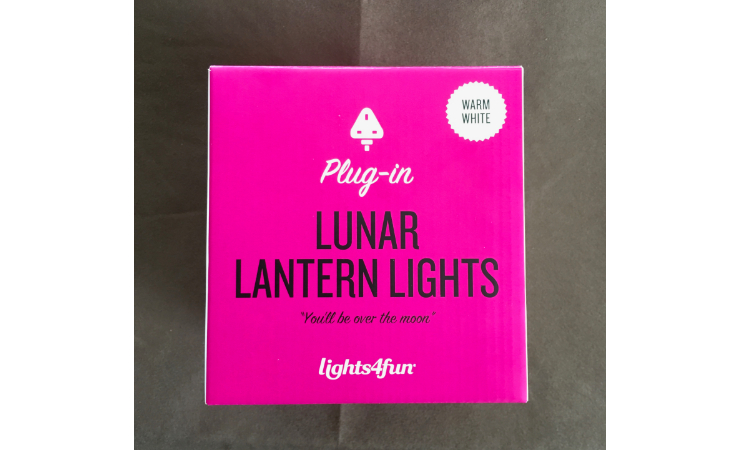 WARM
WHITE
Plug-in
LUNAR
LANTERN LIGHTS
"You'll be over the moon"
lights4fun